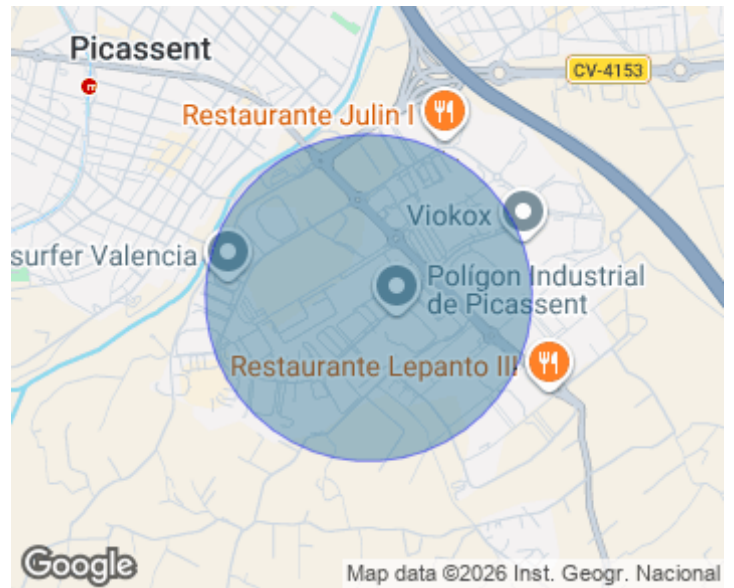 Picassent
m
CV-4153
Restaurante Julin I
Viokox
surfer Valencia
Polígon Industrial
de Picassent
Restaurante Lepanto III
Google
Map data ©2026 Inst. Geogr. Nacional